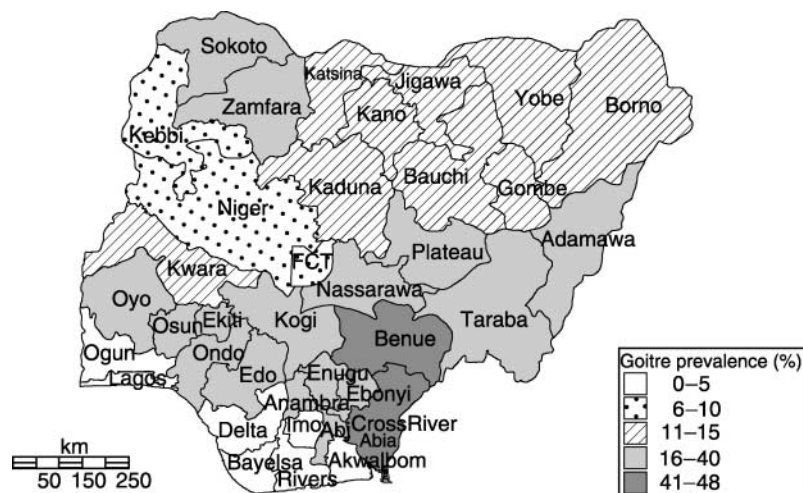 Sokoto
Katsina
Jigawa
Zamfara
Yobe
Borno
Kano
Kebbi
Bauchi
Kaduna
Gombe
Niger
Adamawa
Plateau
FCT
Kwara
Nassarawa
Oyo
Taraba
Kogi
Ekiti
Osun
Benue
Ogun
Ondo
Goitre prevalence (%)
Enugu
Lagos
Edo
0–5
Ebonyi
Anambra
6–10
Delta
Imo
Abi
CrossRiver
11–15
Abia
km
Bayelsa
Akwalbom
16–40
50 150 250
Rivers
41–48